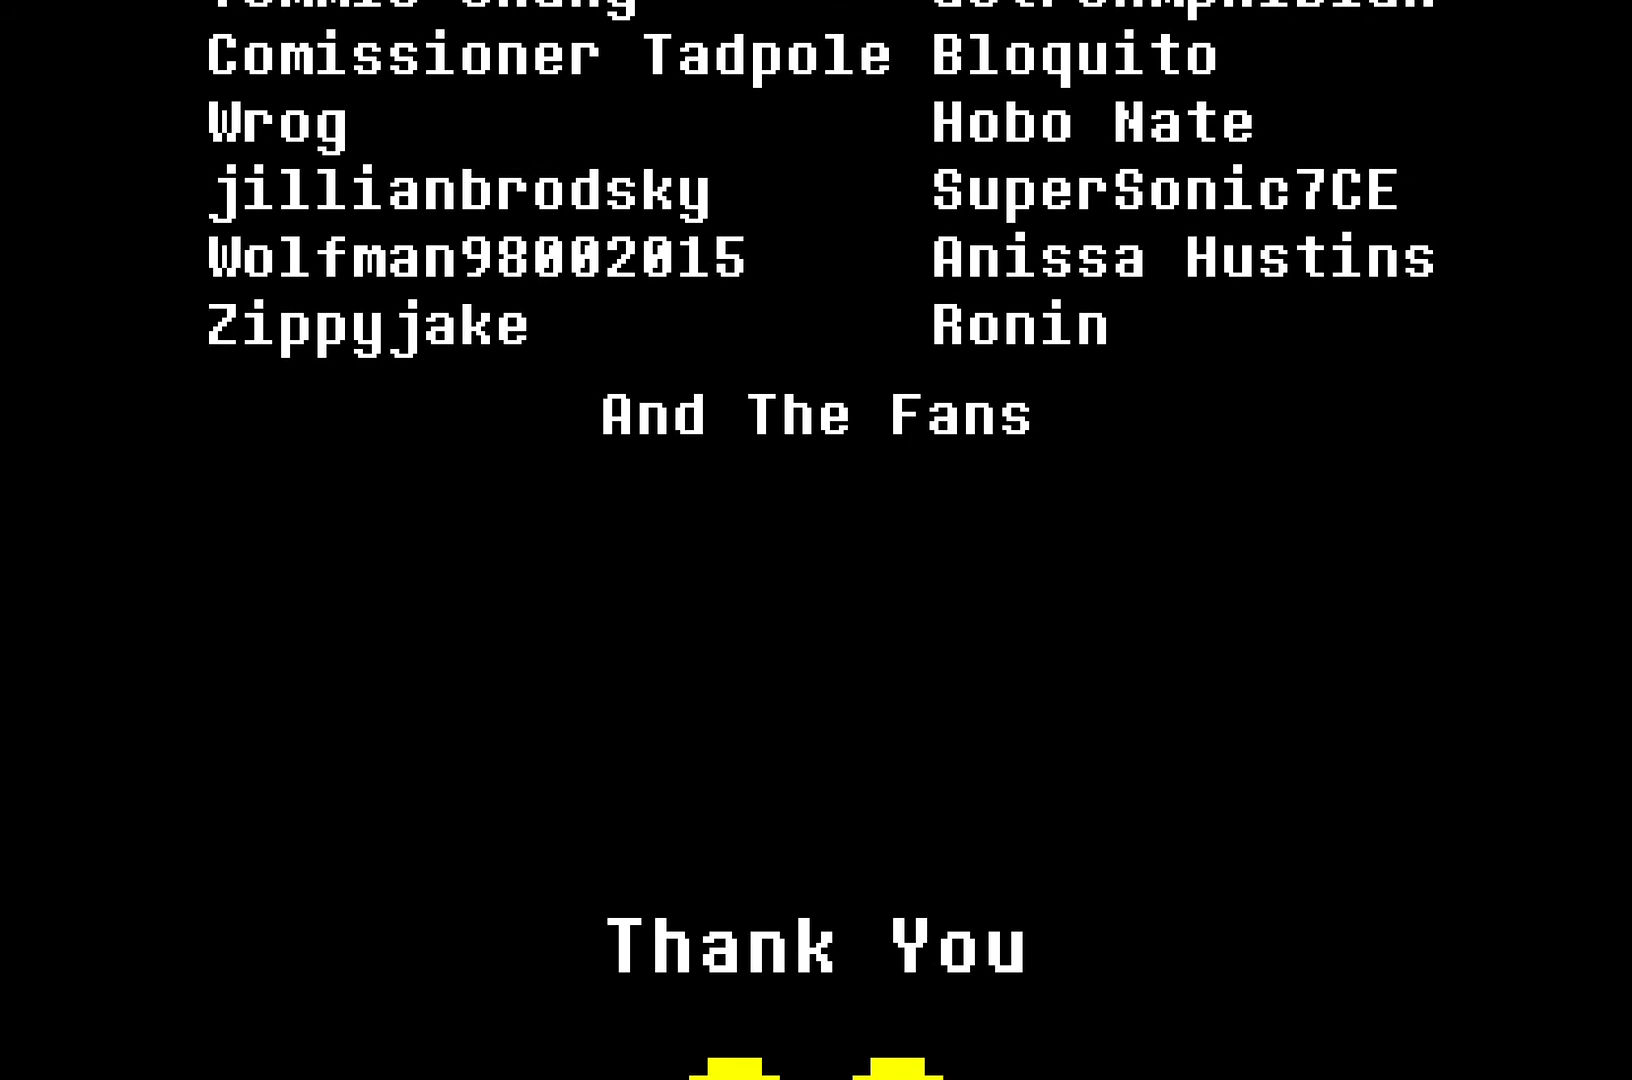 Comissioner Tadpole Bloquito
Wrog Hobo Nate
jillianbrodsky SuperSonic7CE
Wolfman98002015 Anissa Hustins
Zippyjake Ronin
And The Fans
Thank You